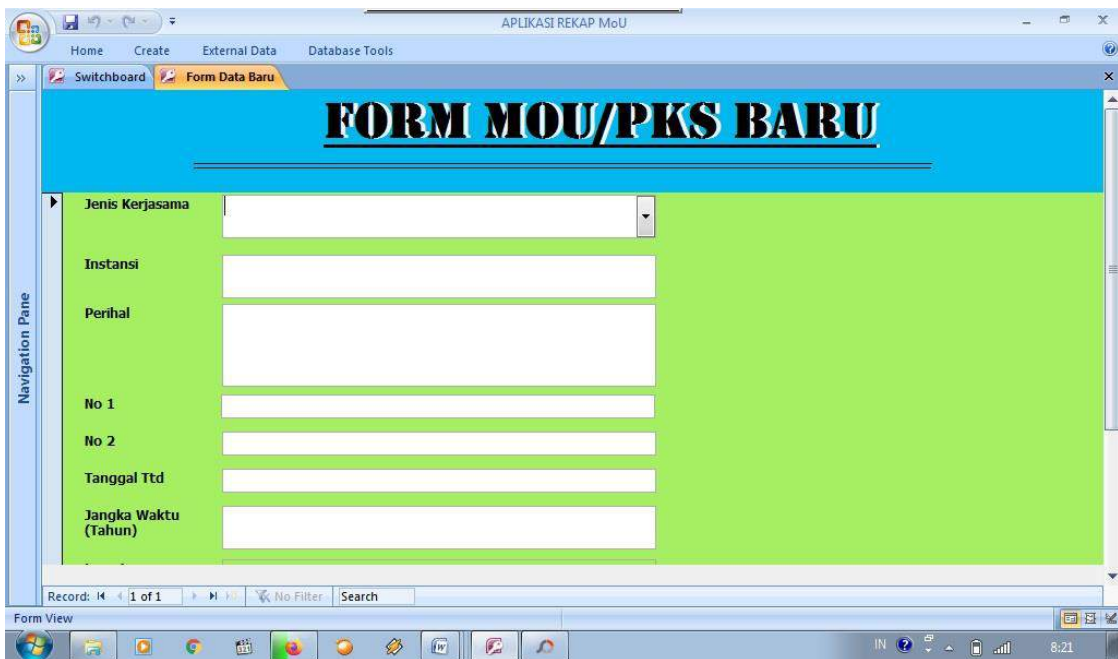 APLIKASI REKAP MoU
Home Create External Data Database Tools
Switchboard Form Data Baru
FORM MOU/PKS BARU
Jenis Kerjasama
Instansi
Perihal
No 1
No 2
Tanggal Ttd
Jangka Waktu
(Tahun)
Navigation Pane
Record: 1 of 1 No Filter Search
Form View
IN 8:21